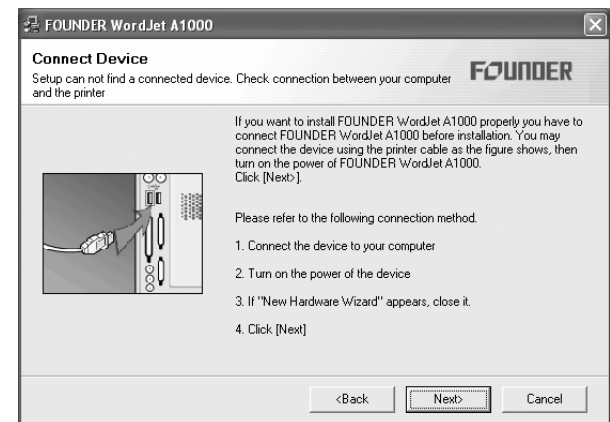 FOUNDER WordJet A1000
Connect Device
Setup can not find a connected device. Check connection between your computer
and the printer
FOUNDER
If you want to install FOUNDER WordJet A1000 properly you have to
connect FOUNDER WordJet A1000 before installation. You may
connect the device using the printer cable as the figure shows, then
turn on the power of FOUNDER WordJet A1000.
Click [Next>].
Please refer to the following connection method.
1. Connect the device to your computer
2. Turn on the power of the device
3. If "New Hardware Wizard" appears, close it.
4. Click [Next]
<Back
Next>
Cancel